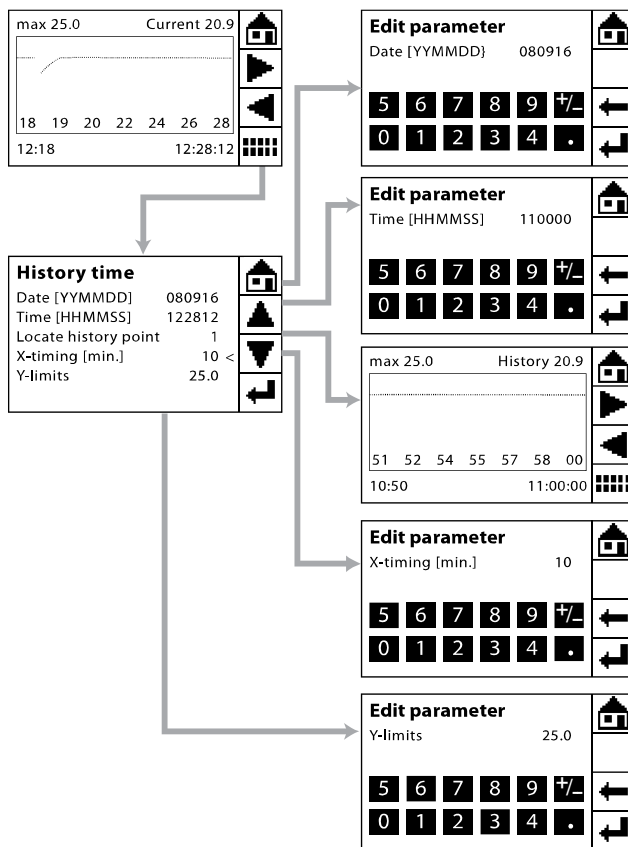 max 25.0 Current 20.9
18 19 20 22 24 26 28
12:18 12:28:12
History time
Date [YYMMDD] 080916
Time [HHMMSS] 122812
Locate history point 1
X-timing [min.] 10 <
Y-limits 25.0
Edit parameter
Date [YYMMDD} 080916
5 6 7 8 9 +/-
0 1 2 3 4 .
Edit parameter
Time [HHMMSS] 110000
5 6 7 8 9 +/-
0 1 2 3 4 .
max 25.0 History 20.9
51 52 54 55 57 58 00
10:50 11:00:00
Edit parameter
X-timing [min.] 10
5 6 7 8 9 +/-
0 1 2 3 4 .
Edit parameter
Y-limits 25.0
5 6 7 8 9 +/-
0 1 2 3 4 .